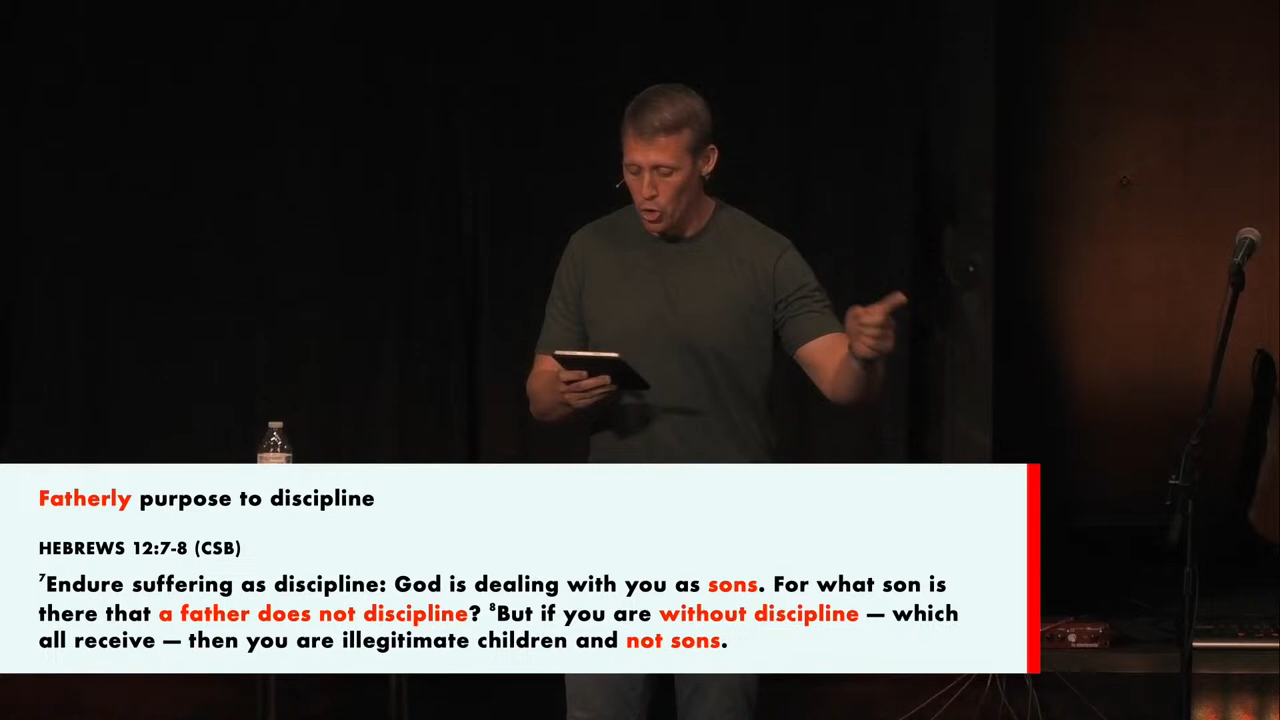 Fatherly purpose to discipline
HEBREWS 12:7-8 (CSB)
⁷Endure suffering as discipline: God is dealing with you as sons. For what son is
there that a father does not discipline? ⁸But if you are without discipline — which
all receive — then you are illegitimate children and not sons.